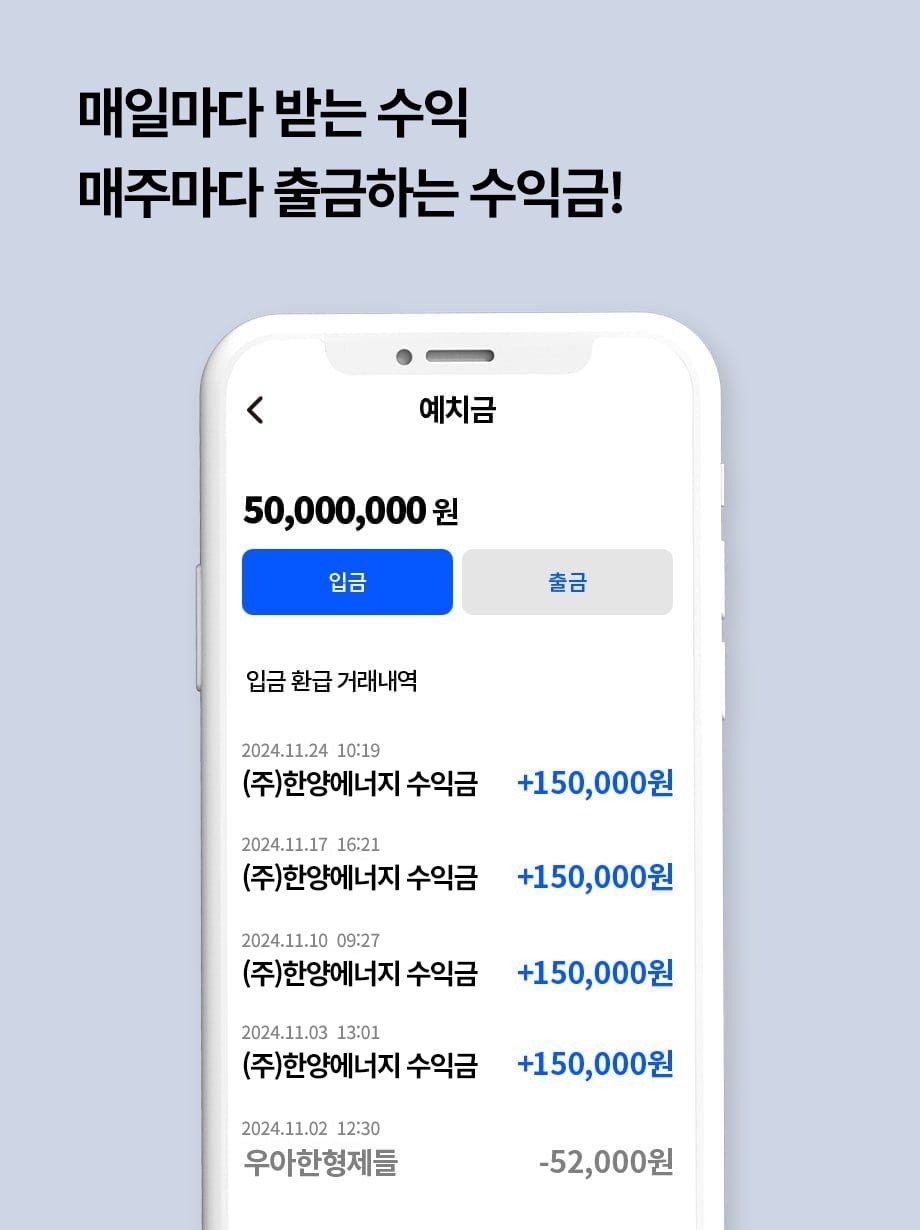 매일마다 받는 수익
매주마다 출금하는 수익금!
예치금
50,000,000 원
입금 출금
입금 환급 거래내역
2024.11.24 10:19
(주)한양에너지 수익금 +150,000원
2024.11.17 16:21
(주)한양에너지 수익금 +150,000원
2024.11.10 09:27
(주)한양에너지 수익금 +150,000원
2024.11.03 13:01
(주)한양에너지 수익금 +150,000원
2024.11.02 12:30
우아한형제들 -52,000원